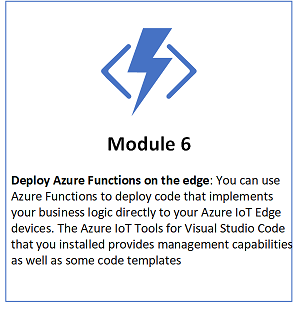 Module 6
Deploy Azure Functions on the edge: You can use
Azure Functions to deploy code that implements
your business logic directly to your Azure IoT Edge
devices. The Azure IoT Tools for Visual Studio Code
that you installed provides management capabilities
as well as some code templates